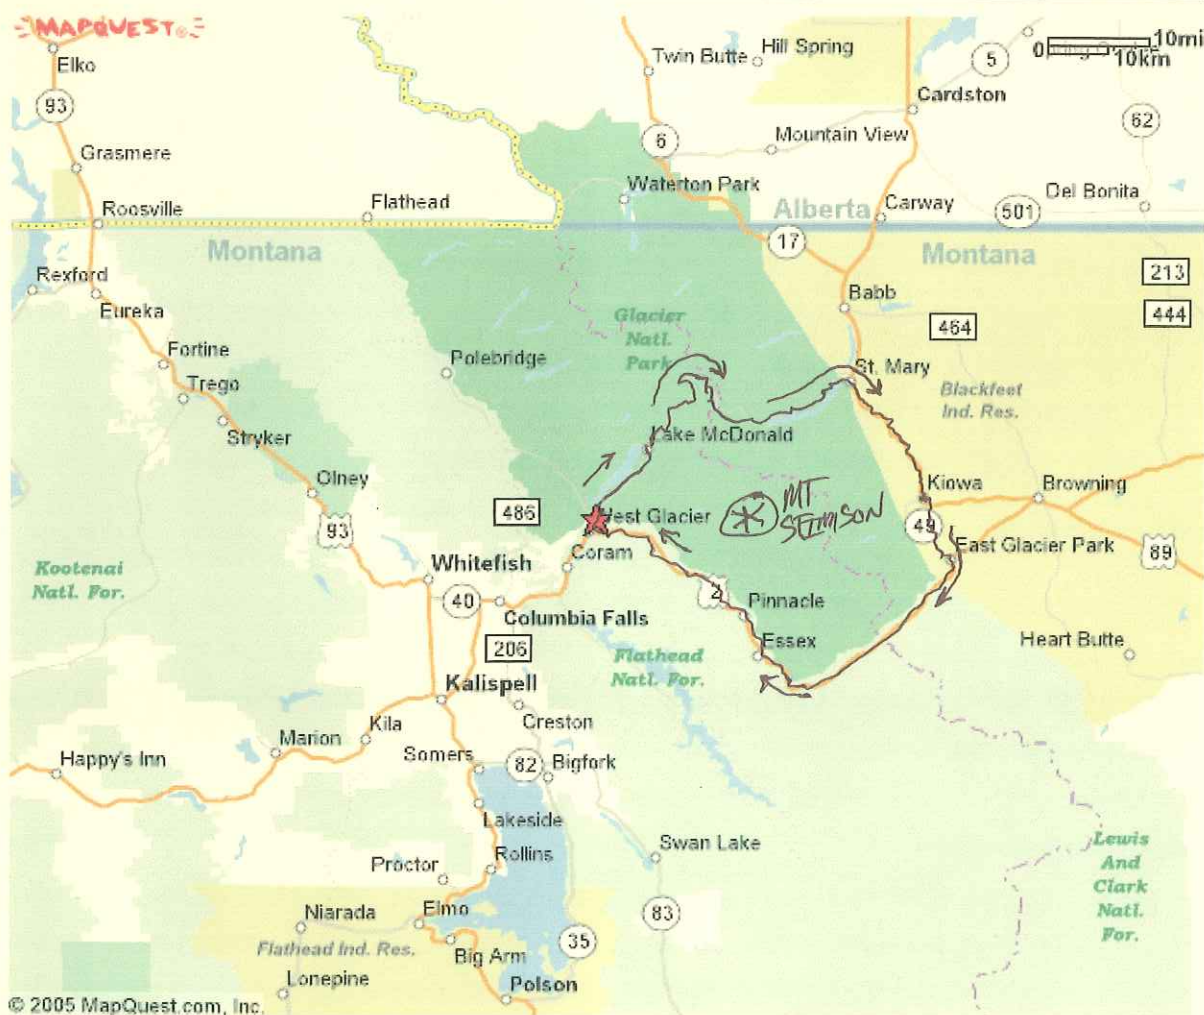 MAPQUEST®
0 10mi
10km
Elko
Twin Butte
Hill Spring
5
Cardston
93
62
6
Mountain View
Grasmere
Waterton Park
Del Bonita
Roosville
Flathead
Alberta
Carway
501
17
Montana
Montana
Rexford
213
Eureka
Babb
444
Glacier
Natl.
Park
464
Fortine
Polebridge
St. Mary
Trego
Blackfeet
Ind. Res.
Stryker
Lake McDonald
Olney
Kiowa
Browning
MT
486
West Glacier
49
93
East Glacier Park
89
Coram
Whitefish
Kootenai
Natl. For.
40
2
Pinnacle
Columbia Falls
206
Essex
Heart Butte
Flathead
Natl. For.
Kalispell
Creston
Kila
Marion
Happy's Inn
Somers
82
Bigfork
Lakeside
Swan Lake
Rollins
Proctor
Lewis
And
Clark
Natl.
For.
Niarada
Elmo
83
35
Flathead Ind. Res.
Big Arm
Lonepine
Polson
© 2005 MapQuest.com, Inc.